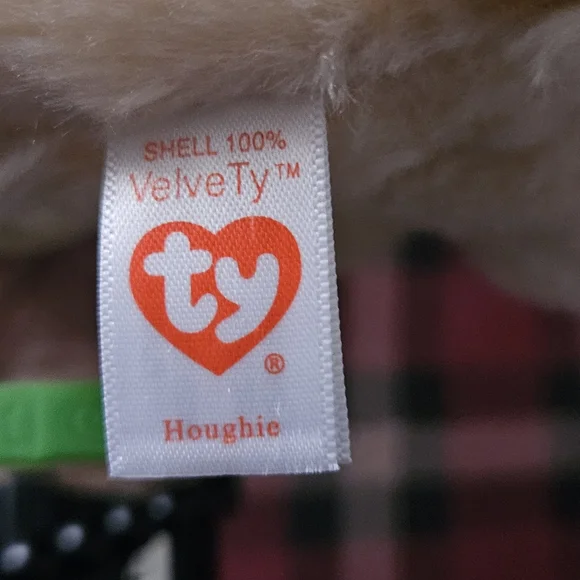 SHELL 100%
VelveTy™
ty
®
Houghie